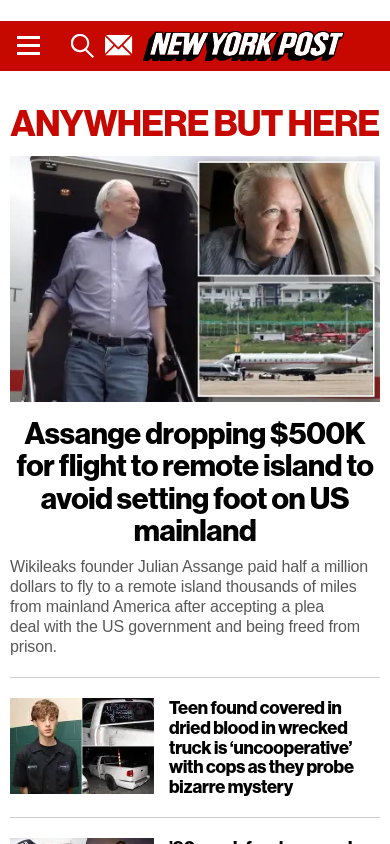 NEW YORK POST
ANYWHERE BUT HERE
Assange dropping $500K
for flight to remote island to
avoid setting foot on US
mainland
Wikileaks founder Julian Assange paid half a million
dollars to fly to a remote island thousands of miles
from mainland America after accepting a plea
deal with the US government and being freed from
prison.
Teen found covered in
dried blood in wrecked
truck is ‘uncooperative’
with cops as they probe
bizarre mystery